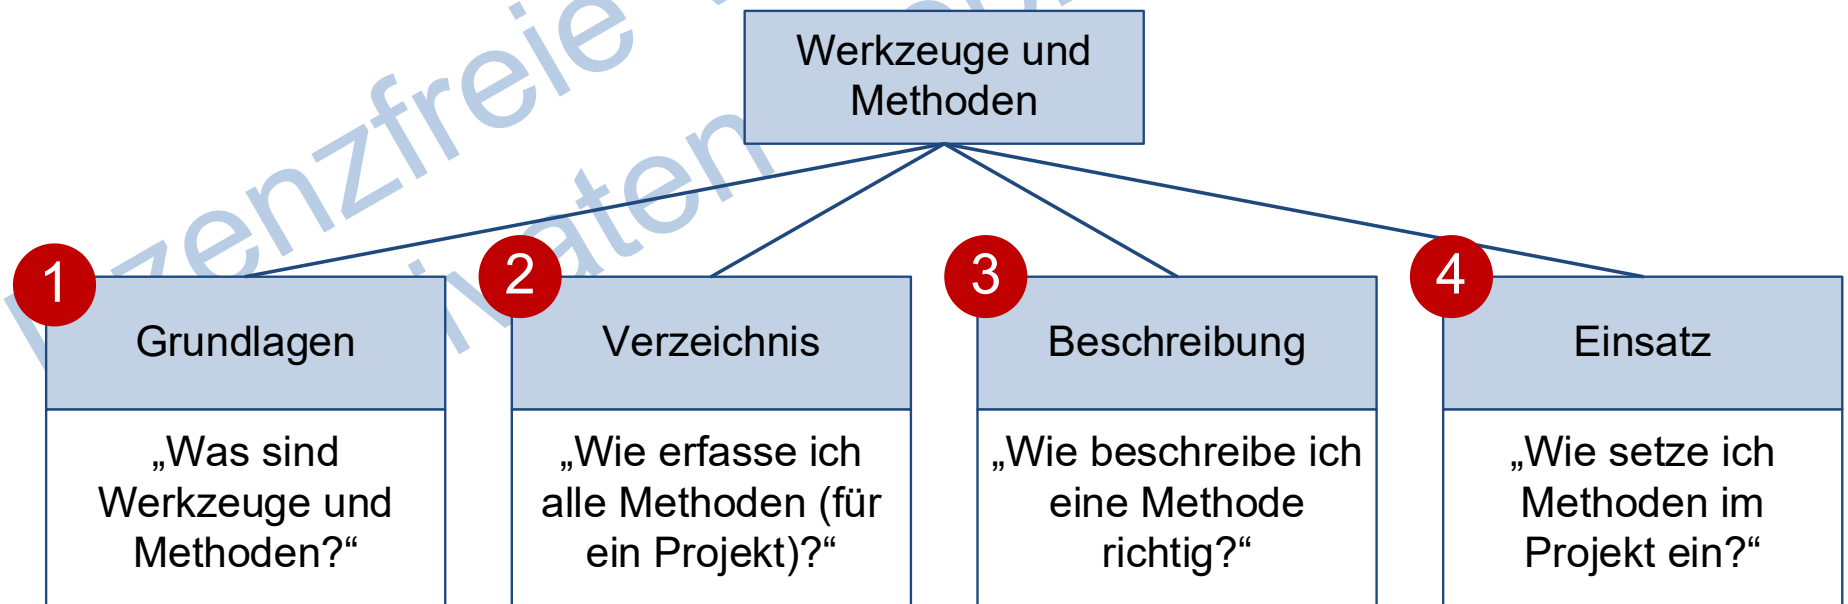 Werkzeuge und
Methoden
1
Grundlagen
„Was sind
Werkzeuge und
Methoden?“
2
Verzeichnis
„Wie erfasse ich
alle Methoden (für
ein Projekt)?“
3
Beschreibung
„Wie beschreibe ich
eine Methode
richtig?“
4
Einsatz
„Wie setze ich
Methoden im
Projekt ein?“